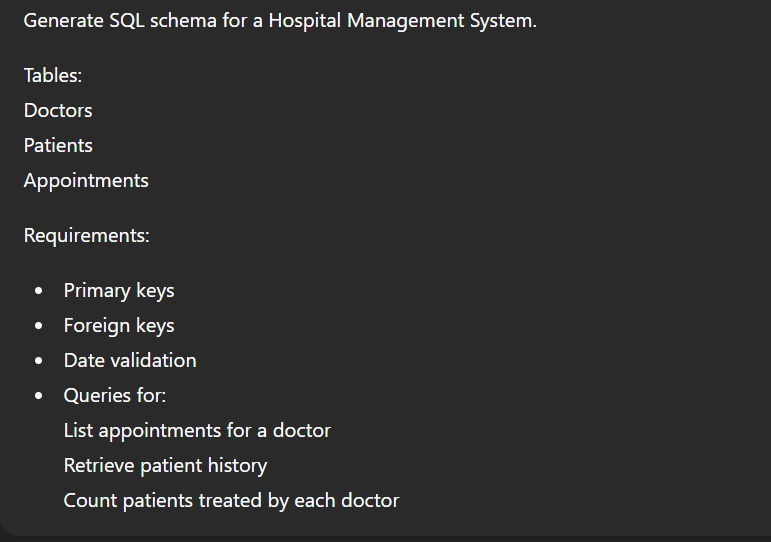 Generate SQL schema for a Hospital Management System.
Tables:
Doctors
Patients
Appointments
Requirements:
• Primary keys
• Foreign keys
• Date validation
• Queries for:
List appointments for a doctor
Retrieve patient history
Count patients treated by each doctor